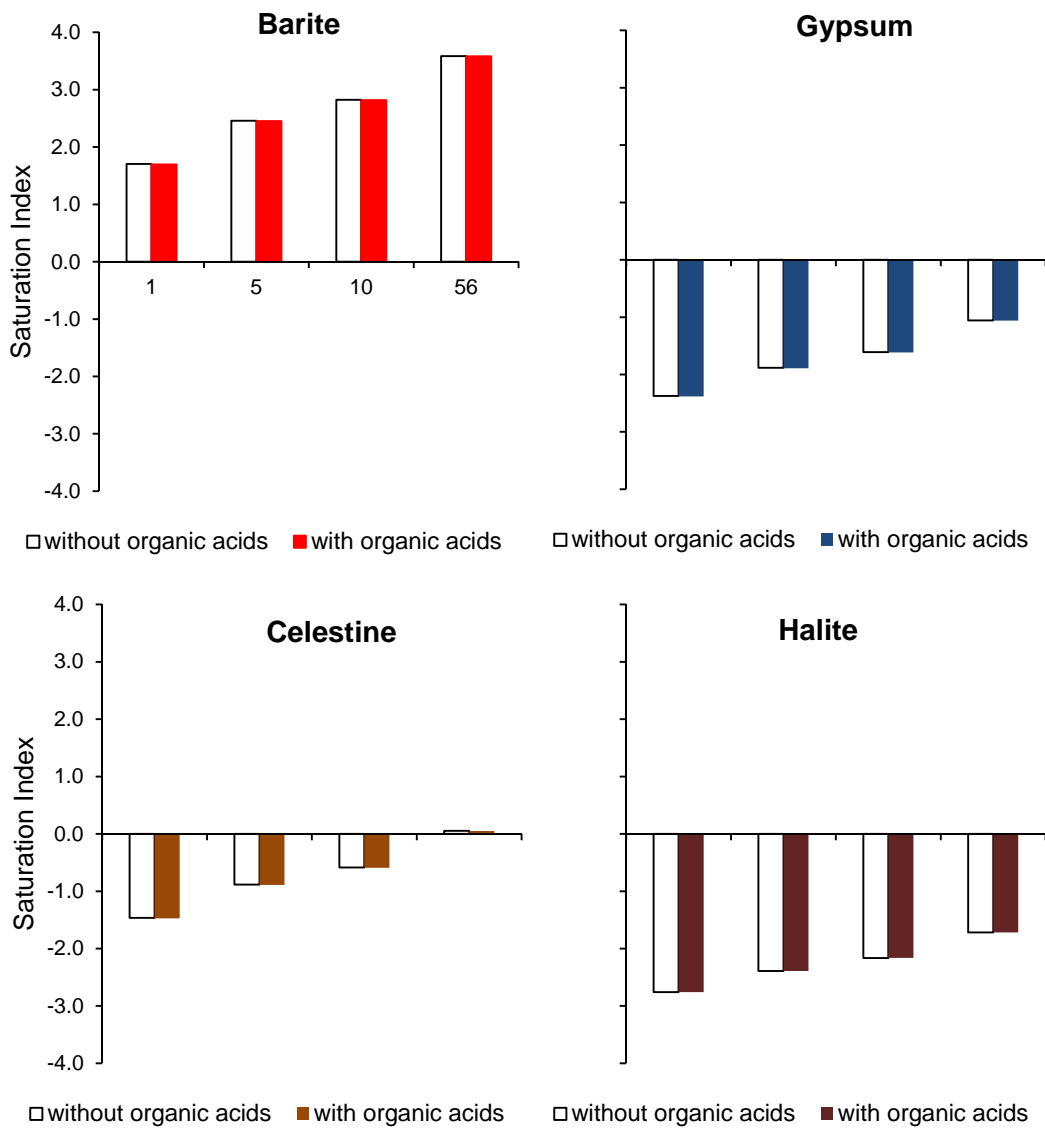 Barite
Saturation Index
4.0
3.0
2.0
1.0
0.0
-1.0
-2.0
-3.0
-4.0
1 5 10 56
□without organic acids ■with organic acids
Gypsum
□without organic acids ■with organic acids
Celestine
Saturation Index
4.0
3.0
2.0
1.0
0.0
-1.0
-2.0
-3.0
-4.0
□without organic acids ■with organic acids
Halite
□without organic acids ■with organic acids